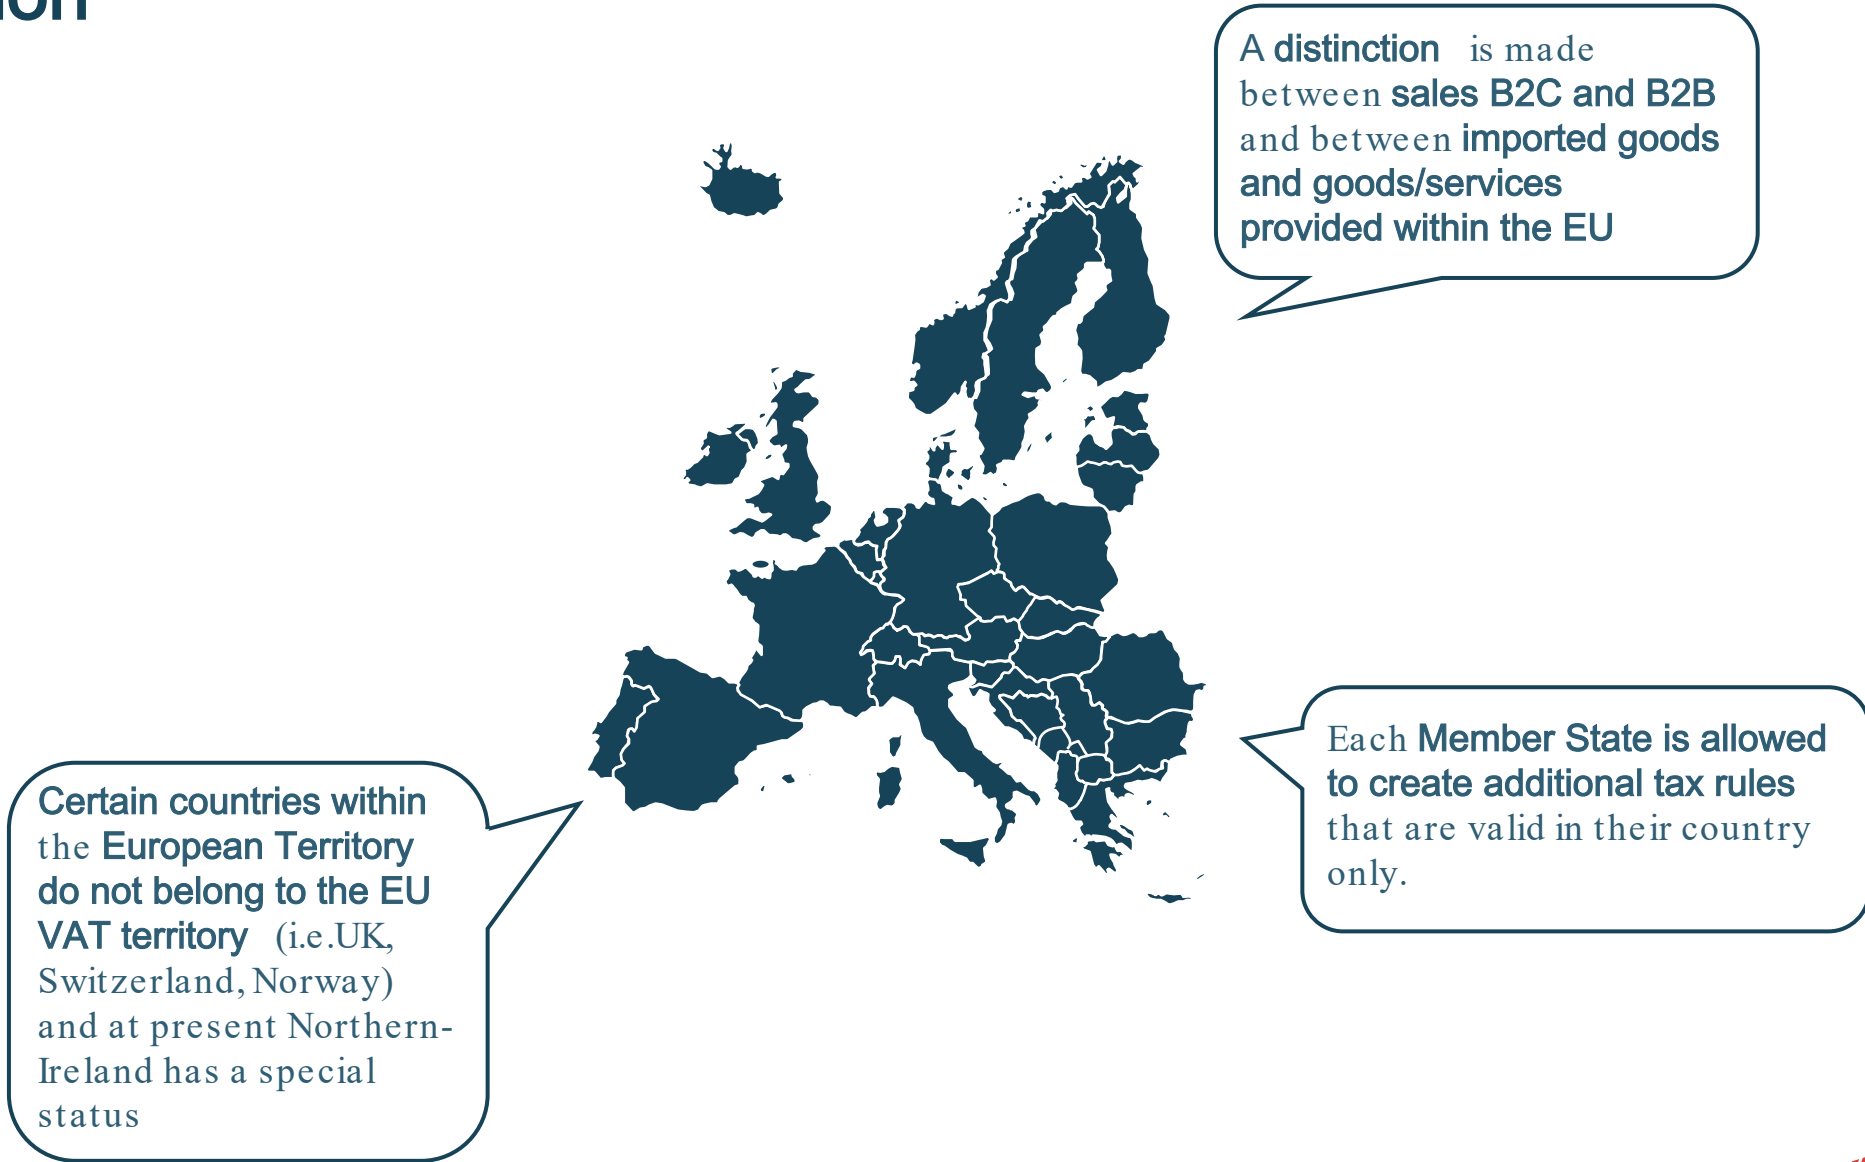 A distinction is made
between sales B2C and B2B
and between imported goods
and goods/services
provided within the EU
Each Member State is allowed
to create additional tax rules
that are valid in their country
only.
Certain countries within
the European Territory
do not belong to the EU
VAT territory (i.e.UK,
Switzerland, Norway)
and at present Northern-
Ireland has a special
status